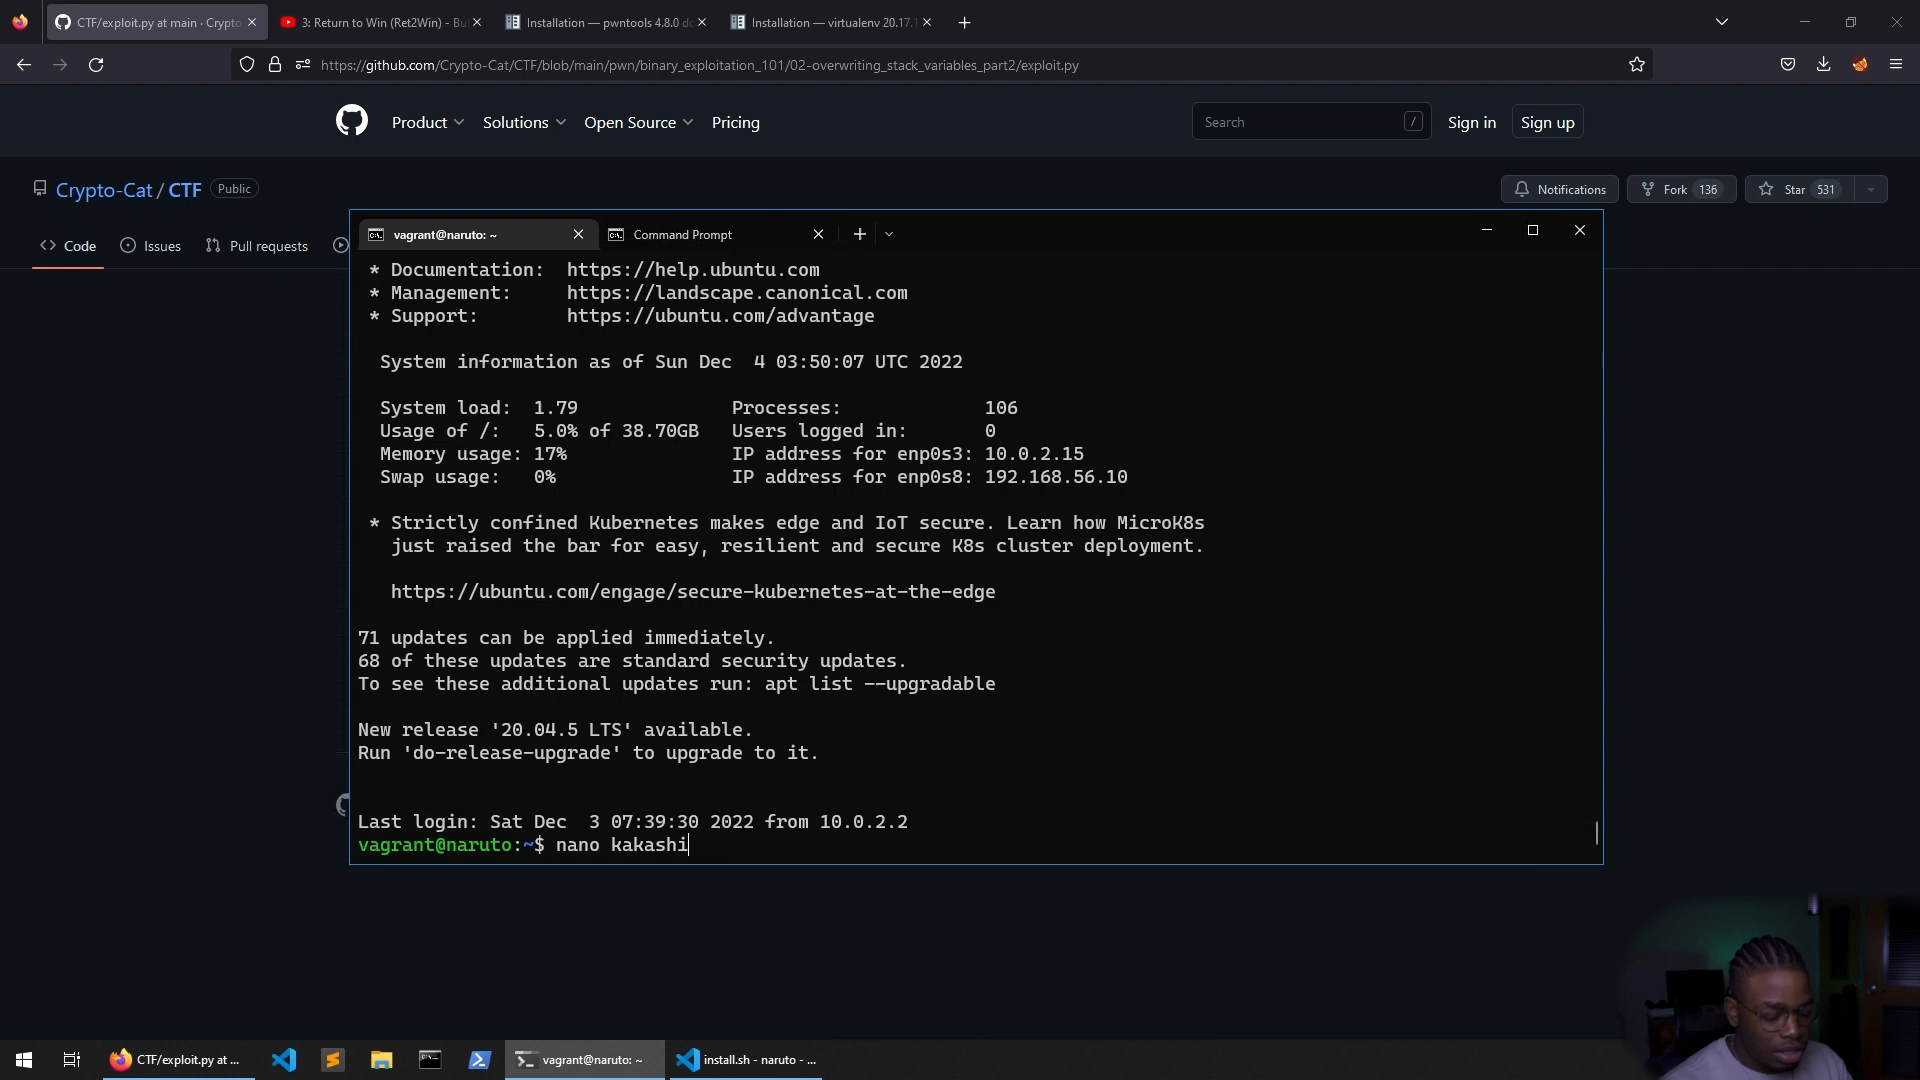 CTF/exploit.py at main · Crypto
3: Return to Win (Ret2Win) - Bu
Installation — pwntools 4.8.0 do
Installation — virtualenv 20.17.1
https://github.com/Crypto-Cat/CTF/blob/main/pwn/binary_exploitation_101/02-overwriting_stack_variables_part2/exploit.py
Product Solutions Open Source Pricing Search / Sign in Sign up
Crypto-Cat / CTF Public Notifications Fork 136 Star 531
Code Issues Pull requests
vagrant@naruto: ~ Command Prompt
* Documentation: https://help.ubuntu.com
* Management: https://landscape.canonical.com
* Support: https://ubuntu.com/advantage
System information as of Sun Dec 4 03:50:07 UTC 2022
System load: 1.79 Processes: 106
Usage of /: 5.0% of 38.70GB Users logged in: 0
Memory usage: 17% IP address for enp0s3: 10.0.2.15
Swap usage: 0% IP address for enp0s8: 192.168.56.10
* Strictly confined Kubernetes makes edge and IoT secure. Learn how MicroK8s
just raised the bar for easy, resilient and secure K8s cluster deployment.
https://ubuntu.com/engage/secure-kubernetes-at-the-edge
71 updates can be applied immediately.
68 of these updates are standard security updates.
To see these additional updates run: apt list --upgradable
New release '20.04.5 LTS' available.
Run 'do-release-upgrade' to upgrade to it.
Last login: Sat Dec 3 07:39:30 2022 from 10.0.2.2
vagrant@naruto:~$ nano kakashi
CTF/exploit.py at ... vagrant@naruto: ~ install.sh - naruto - ...